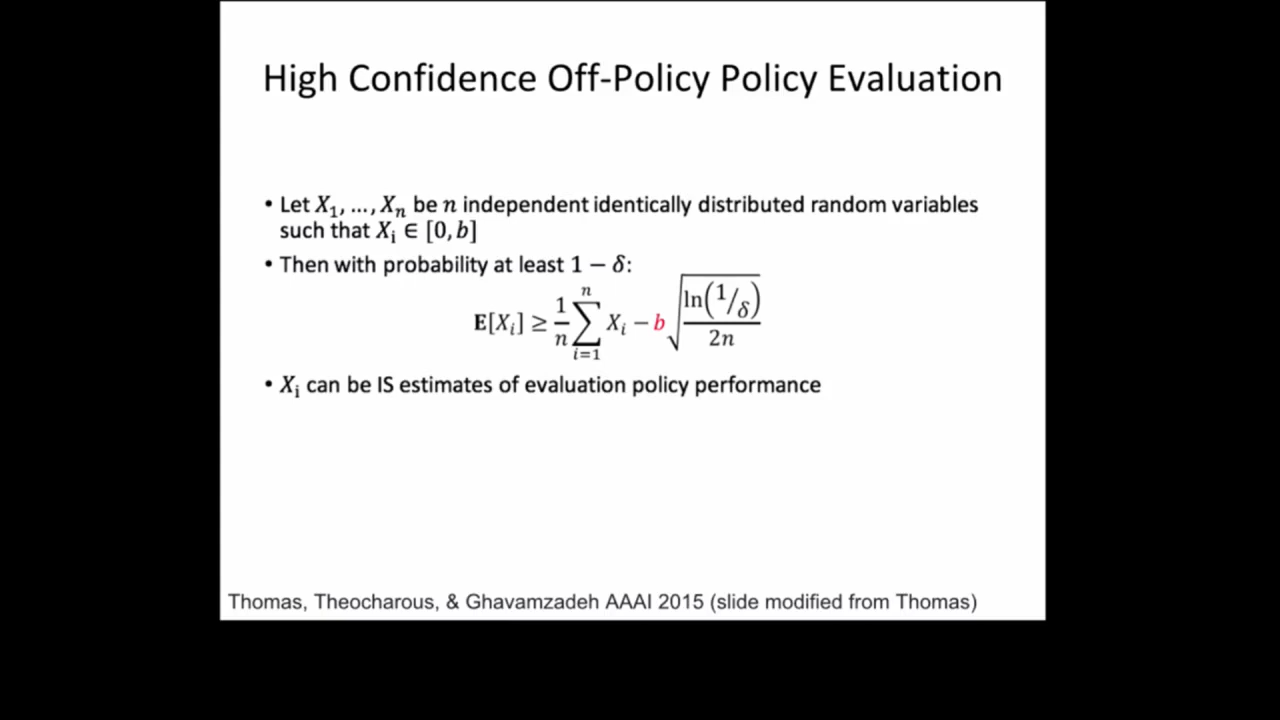 High Confidence Off-Policy Policy Evaluation
• Let X₁, …, Xₙ be n independent identically distributed random variables
such that Xᵢ ∈ [0, b]
• Then with probability at least 1 − δ:
E[Xᵢ] ≥ 1/n ∑ᵢ₌₁ⁿ Xᵢ − b √(ln(1/δ)/2n)
• Xᵢ can be IS estimates of evaluation policy performance
Thomas, Theocharous, & Ghavamzadeh AAAI 2015 (slide modified from Thomas)